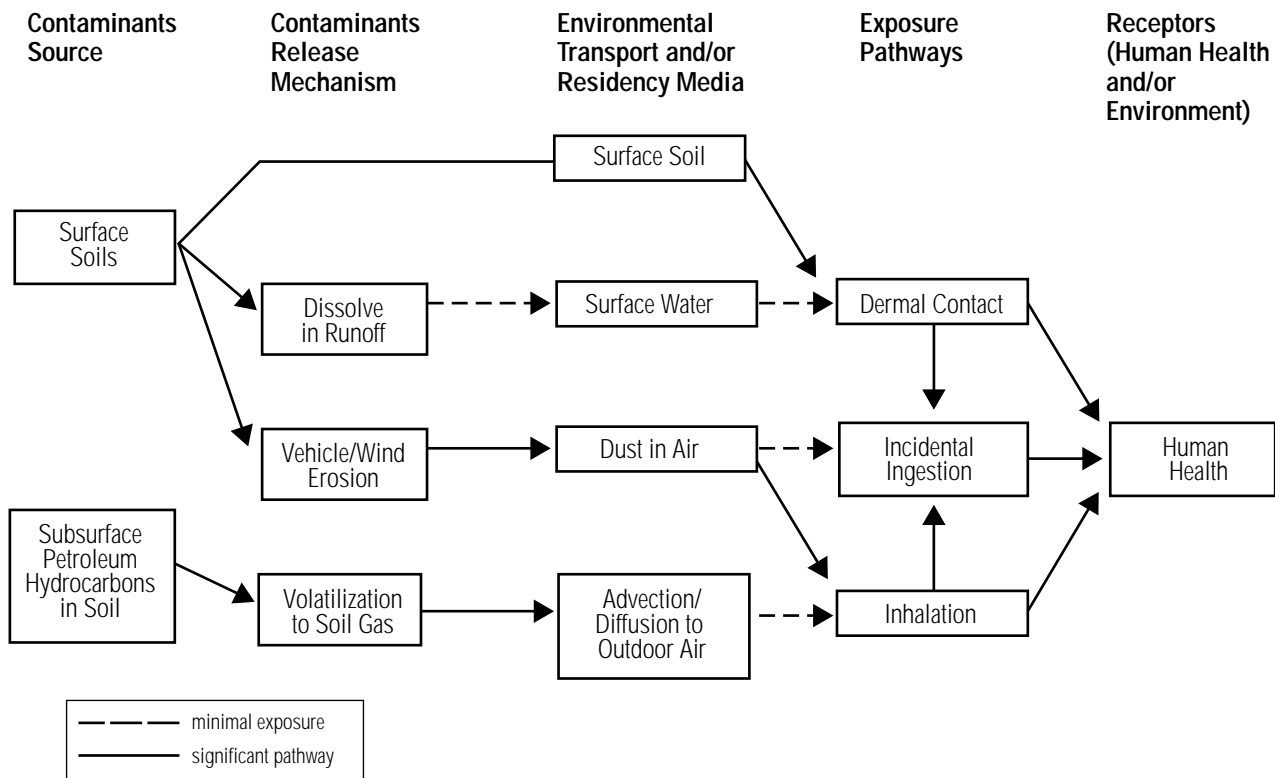 Contaminants
Source
Contaminants
Release
Mechanism
Environmental
Transport and/or
Residency Media
Exposure
Pathways
Receptors
(Human Health
and/or
Environment)
Surface Soil
Surface
Soils
Dissolve
in Runoff
Surface Water
Dermal Contact
Vehicle/Wind
Erosion
Dust in Air
Incidental
Ingestion
Human
Health
Subsurface
Petroleum
Hydrocarbons
in Soil
Volatilization
to Soil Gas
Advection/
Diffusion to
Outdoor Air
Inhalation
minimal exposure
significant pathway